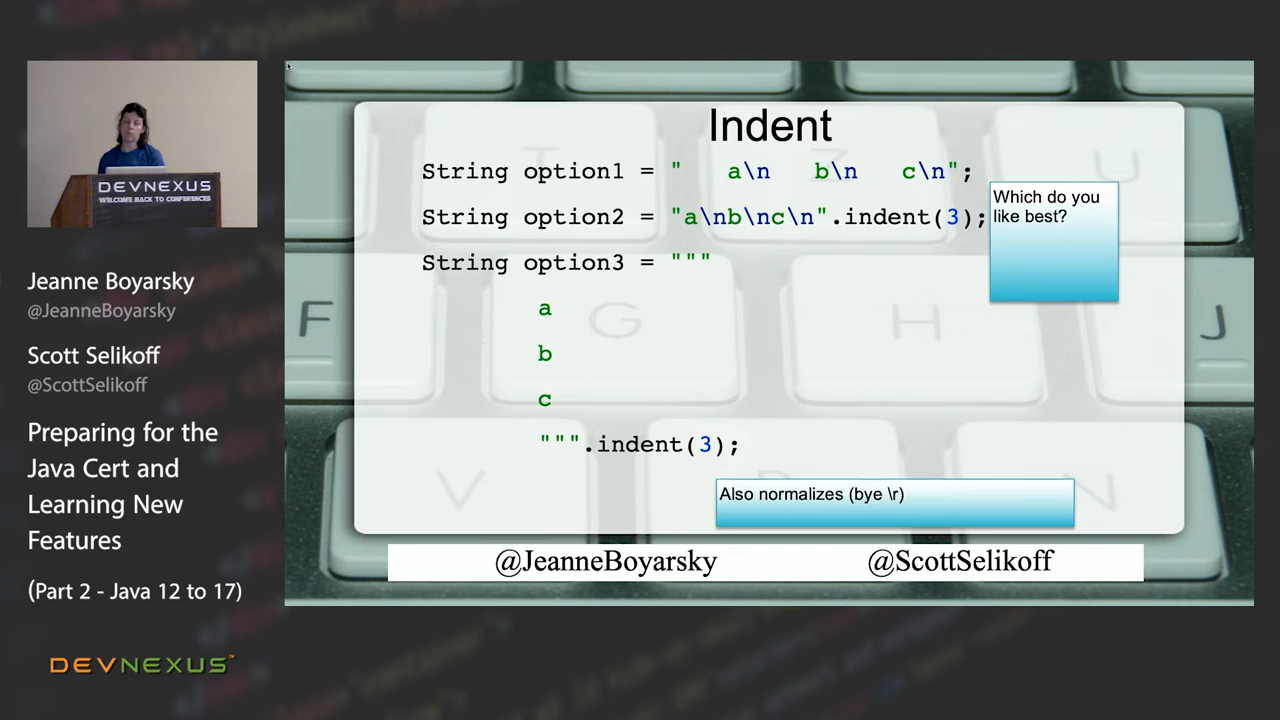 DEVNEXUS
WELCOME BACK TO CONFERENCES
Jeanne Boyarsky
@JeanneBoyarsky
Scott Selikoff
@ScottSelikoff
Preparing for the
Java Cert and
Learning New
Features
(Part 2 - Java 12 to 17)
DEVNEXUS™
Indent
String option1 = "   a\n   b\n   c\n";
String option2 = "a\nb\nc\n".indent(3);
String option3 = """
a
b
c
""".indent(3);
Which do you
like best?
Also normalizes (bye \r)
@JeanneBoyarsky @ScottSelikoff
F
G
H
J
U
V
N